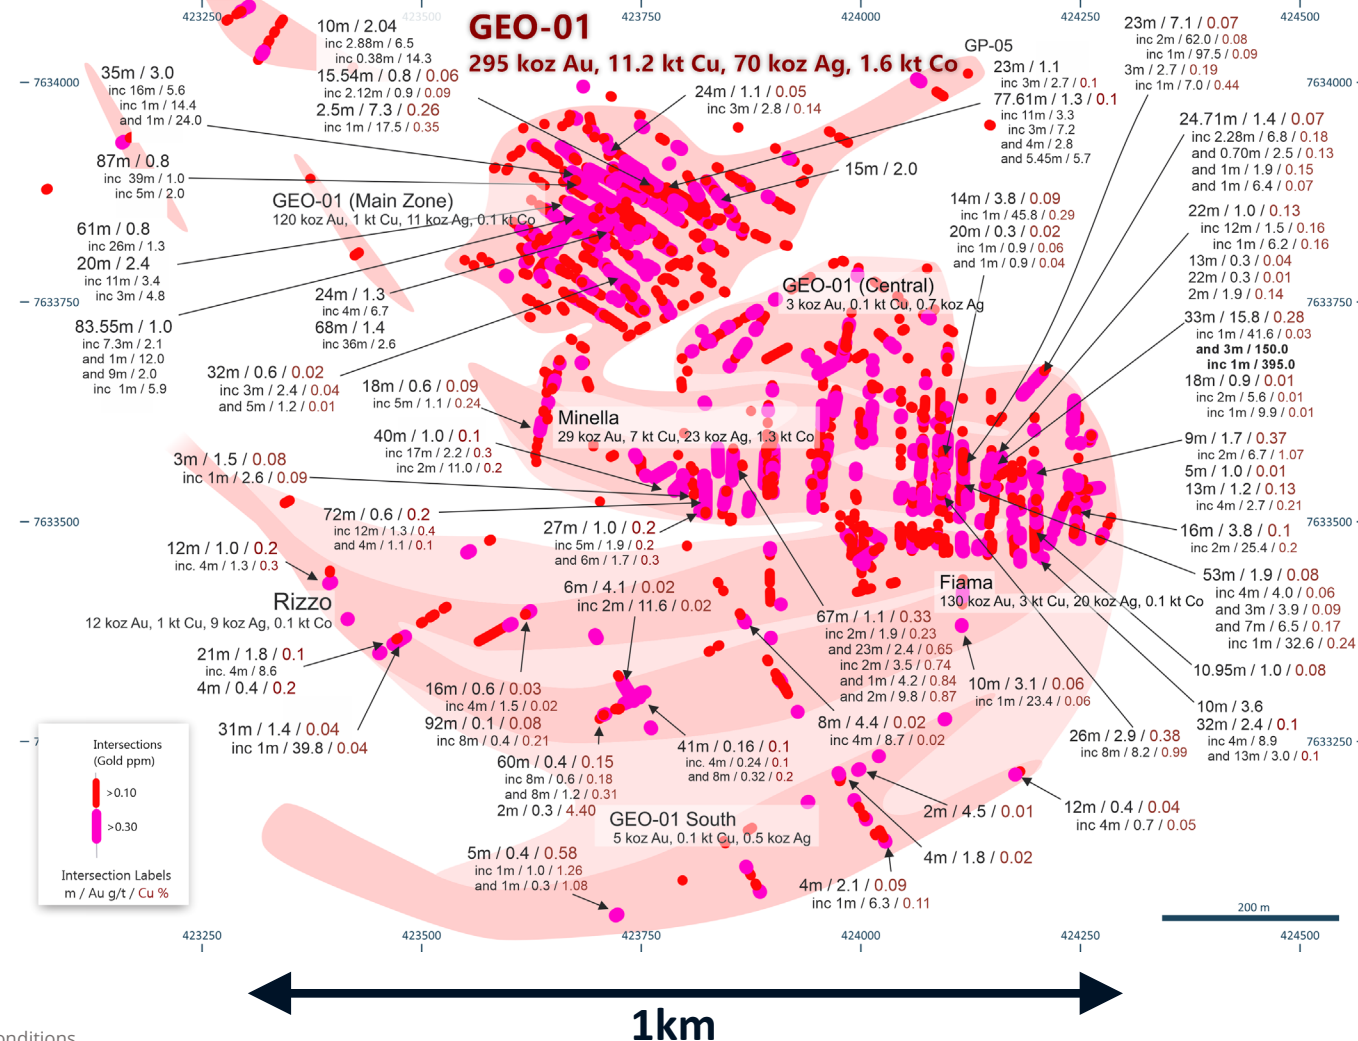 423250
423500
423750
424000
424250
424500
GEO-01
295 koz Au, 11.2 kt Cu, 70 koz Ag, 1.6 kt Co
7634000
7634000
10m / 2.04
inc 2.88m / 6.5
inc 0.38m / 14.3
15.54m / 0.8 / 0.06
inc 2.12m / 0.9 / 0.09
2.5m / 7.3 / 0.26
inc 1m / 17.5 / 0.35
35m / 3.0
inc 16m / 5.6
inc 1m / 14.4
and 1m / 24.0
87m / 0.8
inc 39m / 1.0
inc 5m / 2.0
24m / 1.1 / 0.05
inc 3m / 2.8 / 0.14
GP-05
23m / 1.1
inc 3m / 2.7 / 0.1
77.61m / 1.3 / 0.1
inc 11m / 3.3
inc 3m / 7.2
and 4m / 2.8
and 5.45m / 5.7
15m / 2.0
23m / 7.1 / 0.07
inc 2m / 62.0 / 0.08
inc 1m / 97.5 / 0.09
3m / 2.7 / 0.19
inc 1m / 7.0 / 0.44
24.71m / 1.4 / 0.07
inc 2.28m / 6.8 / 0.18
and 0.70m / 2.5 / 0.13
and 1m / 1.9 / 0.15
and 1m / 6.4 / 0.07
GEO-01 (Main Zone)
120 koz Au, 1 kt Cu, 11 koz Ag, 0.1 kt Co
61m / 0.8
inc 26m / 1.3
20m / 2.4
inc 11m / 3.4
inc 3m / 4.8
14m / 3.8 / 0.09
inc 1m / 45.8 / 0.29
20m / 0.3 / 0.02
inc 1m / 0.9 / 0.06
and 1m / 0.9 / 0.04
22m / 1.0 / 0.13
inc 12m / 1.5 / 0.16
inc 1m / 6.2 / 0.16
13m / 0.3 / 0.04
22m / 0.3 / 0.01
2m / 1.9 / 0.14
7633750
7633750
GEO-01 (Central)
3 koz Au, 0.1 kt Cu, 0.7 koz Ag
24m / 1.3
inc 4m / 6.7
68m / 1.4
inc 36m / 2.6
83.55m / 1.0
inc 7.3m / 2.1
and 1m / 12.0
and 9m / 2.0
inc 1m / 5.9
33m / 15.8 / 0.28
inc 1m / 41.6 / 0.03
and 3m / 150.0
inc 1m / 395.0
18m / 0.9 / 0.01
inc 2m / 5.6 / 0.01
inc 1m / 9.9 / 0.01
32m / 0.6 / 0.02
inc 3m / 2.4 / 0.04
and 5m / 1.2 / 0.01
18m / 0.6 / 0.09
inc 5m / 1.1 / 0.24
Minella
29 koz Au, 7 kt Cu, 23 koz Ag, 1.3 kt Co
40m / 1.0 / 0.1
inc 17m / 2.2 / 0.3
inc 2m / 11.0 / 0.2
9m / 1.7 / 0.37
inc 2m / 6.7 / 1.07
5m / 1.0 / 0.01
13m / 1.2 / 0.13
inc 4m / 2.7 / 0.21
3m / 1.5 / 0.08
inc 1m / 2.6 / 0.09
7633500
7633500
72m / 0.6 / 0.2
inc 12m / 1.3 / 0.4
and 4m / 1.1 / 0.1
27m / 1.0 / 0.2
inc 5m / 1.9 / 0.2
and 6m / 1.7 / 0.3
16m / 3.8 / 0.1
inc 2m / 25.4 / 0.2
12m / 1.0 / 0.2
inc. 4m / 1.3 / 0.3
53m / 1.9 / 0.08
inc 4m / 4.0 / 0.06
and 3m / 3.9 / 0.09
and 7m / 6.5 / 0.17
inc 1m / 32.6 / 0.24
6m / 4.1 / 0.02
inc 2m / 11.6 / 0.02
Fiama
130 koz Au, 3 kt Cu, 20 koz Ag, 0.1 kt Co
Rizzo
12 koz Au, 1 kt Cu, 9 koz Ag, 0.1 kt Co
67m / 1.1 / 0.33
inc 2m / 1.9 / 0.23
and 23m / 2.4 / 0.65
inc 2m / 3.5 / 0.74
and 1m / 4.2 / 0.84
and 2m / 9.8 / 0.87
21m / 1.8 / 0.1
inc. 4m / 8.6
4m / 0.4 / 0.2
10.95m / 1.0 / 0.08
16m / 0.6 / 0.03
inc 4m / 1.5 / 0.02
92m / 0.1 / 0.08
inc 8m / 0.4 / 0.21
10m / 3.1 / 0.06
inc 1m / 23.4 / 0.06
10m / 3.6
32m / 2.4 / 0.1
inc 4m / 8.9
and 13m / 3.0 / 0.1
31m / 1.4 / 0.04
inc 1m / 39.8 / 0.04
8m / 4.4 / 0.02
inc 4m / 8.7 / 0.02
26m / 2.9 / 0.38
inc 8m / 8.2 / 0.99
7633250
41m / 0.16 / 0.1
inc. 4m / 0.24 / 0.1
and 8m / 0.32 / 0.2
60m / 0.4 / 0.15
inc 8m / 0.6 / 0.18
and 8m / 1.2 / 0.31
2m / 0.3 / 4.40
Intersections
(Gold ppm)
>0.10
>0.30
Intersection Labels
m / Au g/t / Cu %
GEO-01 South
5 koz Au, 0.1 kt Cu, 0.5 koz Ag
2m / 4.5 / 0.01
12m / 0.4 / 0.04
inc 4m / 0.7 / 0.05
4m / 1.8 / 0.02
5m / 0.4 / 0.58
inc 1m / 1.0 / 1.26
and 1m / 0.3 / 1.08
4m / 2.1 / 0.09
inc 1m / 6.3 / 0.11
200 m
423250
423500
423750
424000
424250
424500
1km
onditions